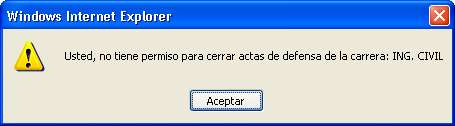 Windows Internet Explorer
Usted, no tiene permiso para cerrar actas de defensa de la carrera: ING. CIVIL
Aceptar